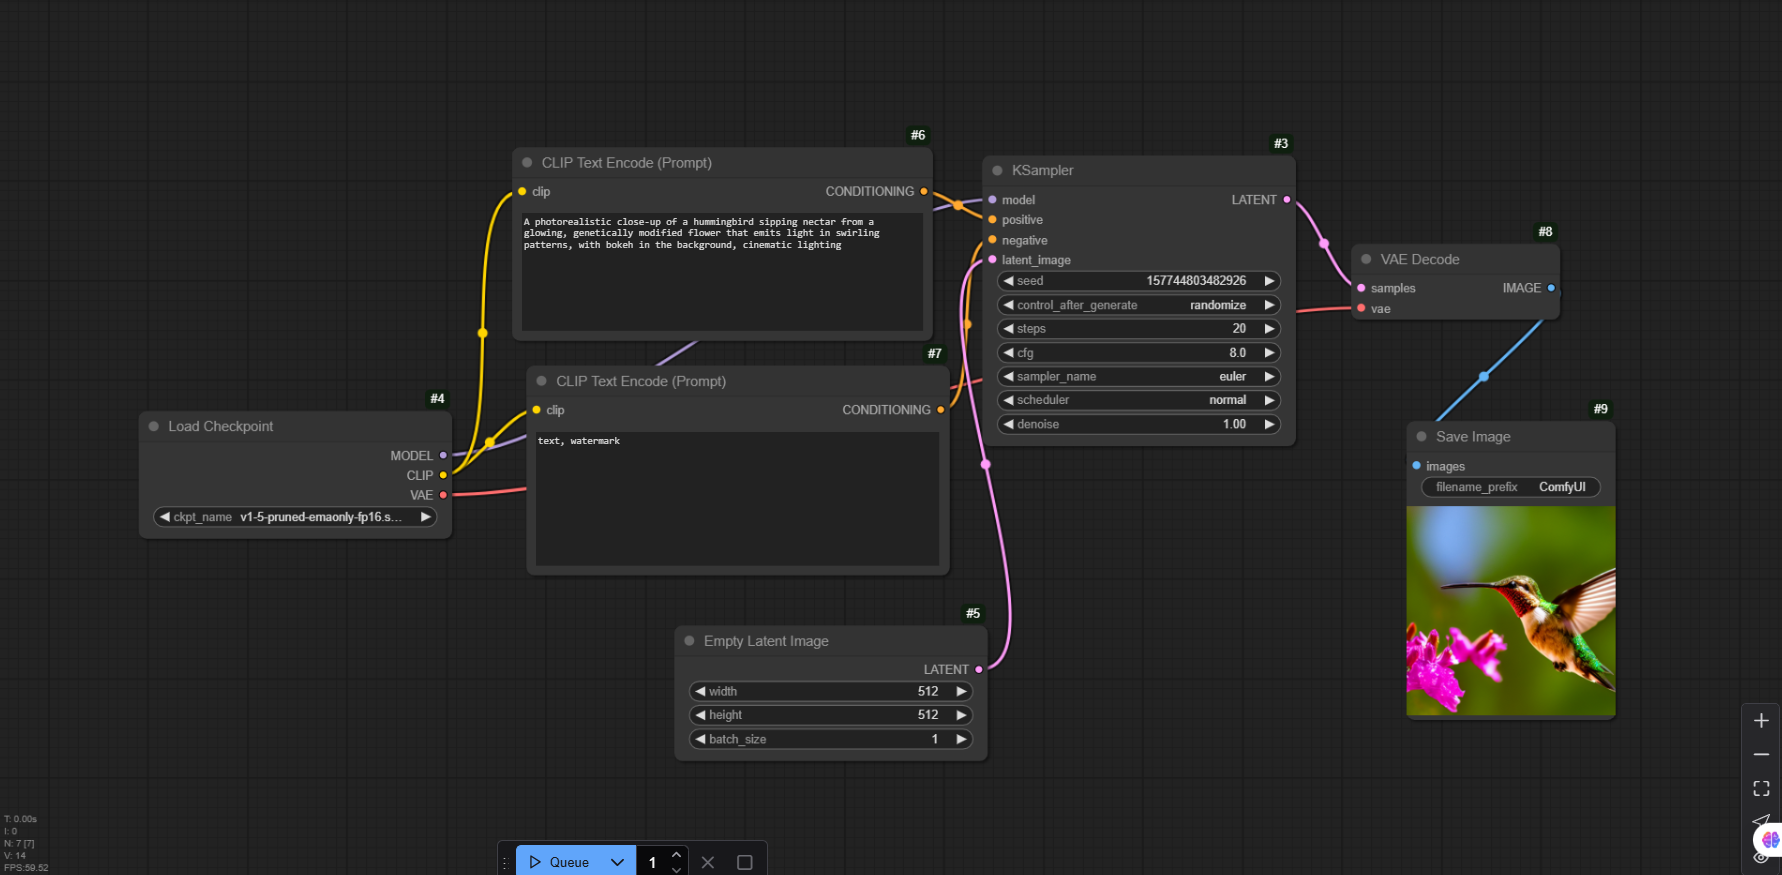 #6
CLIP Text Encode (Prompt)
clip CONDITIONING
A photorealistic close-up of a hummingbird sipping nectar from a
glowing, genetically modified flower that emits light in swirling
patterns, with bokeh in the background, cinematic lighting
#7
CLIP Text Encode (Prompt)
clip CONDITIONING
text, watermark
#4
Load Checkpoint
MODEL
CLIP
VAE
ckpt_name v1-5-pruned-emaonly-fp16.s...
#5
Empty Latent Image
LATENT
width 512
height 512
batch_size 1
#3
KSampler
model LATENT
positive
negative
latent_image
seed 157744803482926
control_after_generate randomize
steps 20
cfg 8.0
sampler_name euler
scheduler normal
denoise 1.00
#8
VAE Decode
samples IMAGE
vae
#9
Save Image
images
filename_prefix ComfyUI
T: 0.00s
I: 0
N: 7 [7]
V: 14
FPS:59.52
Queue 1